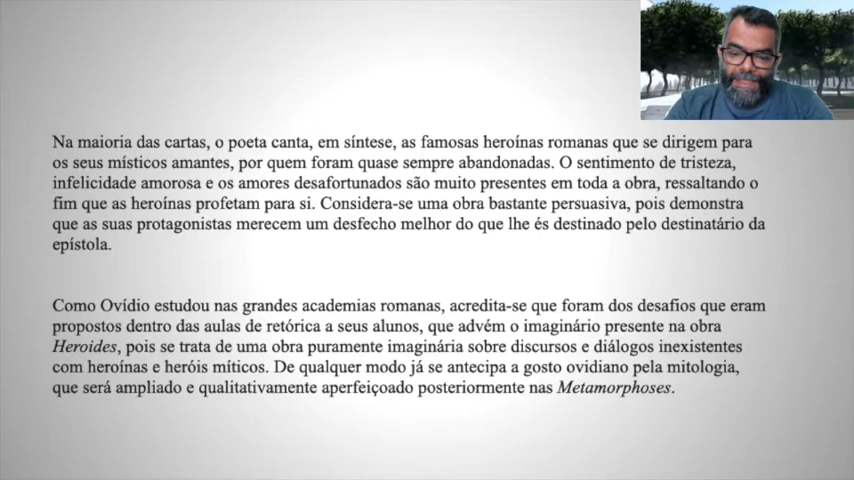 Na maioria das cartas, o poeta canta, em síntese, as famosas heroínas romanas que se dirigem para
os seus místicos amantes, por quem foram quase sempre abandonadas. O sentimento de tristeza,
infelicidade amorosa e os amores desafortunados são muito presentes em toda a obra, ressaltando o
fim que as heroínas profetam para si. Considera-se uma obra bastante persuasiva, pois demonstra
que as suas protagonistas merecem um desfecho melhor do que lhe és destinado pelo destinatário da
epístola.
Como Ovídio estudou nas grandes academias romanas, acredita-se que foram dos desafios que eram
propostos dentro das aulas de retórica a seus alunos, que advém o imaginário presente na obra
Heroides, pois se trata de uma obra puramente imaginária sobre discursos e diálogos inexistentes
com heroínas e heróis míticos. De qualquer modo já se antecipa a gosto ovidiano pela mitologia,
que será ampliado e qualitativamente aperfeiçoado posteriormente nas Metamorphoses.